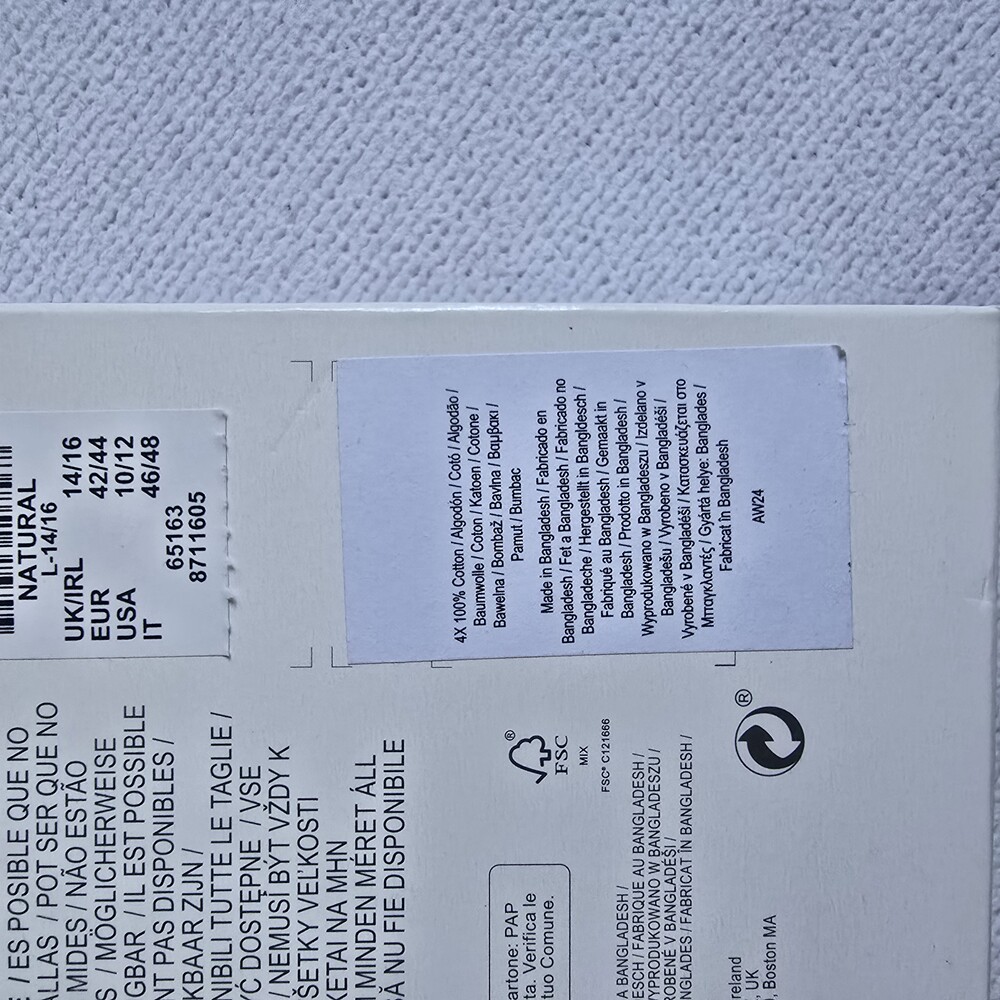 NATURAL
L-14/16
UK/IRL 14/16
EUR 42/44
USA 10/12
IT 46/48
65163
8711605
4X 100% Cotton / Algodón / Cotó / Algodão /
Baumwolle / Coton / Katoen / Cotone /
Bawełna / Bombaž / Bavlna / Βαμβακι /
Pamut / Bumbac
Made in Bangladesh / Fabricado en
Bangladesh / Fet a Bangladesh / Fabricado no
Bangladeche / Hergestellt in Bangldesch /
Fabriqué au Bangladesh / Gemaakt in
Bangladesh / Prodotto in Bangladesh /
Wyprodukowano w Bangladeszu / Izdelano v
Bangladešu / Vyrobeno v Bangladéši /
Vyrobené v Bangladéši / Κατασκευάζεται στο
Μπαγκλαντές / Gyártá helye: Banglades /
Fabricat în Bangladesh
AW24
/ ES POSIBLE QUE NO
ALLAS / POT SER QUE NO
MIDES / NÃO ESTÃO
S / MÖGLICHERWEISE
GBAR / IL EST POSSIBLE
NT PAS DISPONIBLES /
KBAAR ZIJN /
NIBILI TUTTE LE TAGLIE /
YĆ DOSTĘPNE / VSE
/ NEMUSÍ BÝT VŽDY K
ŠETKY VEĽKOSTI
ΚΕΤΑΙ ΝΑ ΜΗΝ
MINDEN MÉRET ÁLL
SĂ NU FIE DISPONIBILE
®
FSC
MIX
FSC® C121666
artone: PAP
ta. Verifica le
tuo Comune.
A BANGLADESH /
ESCH / FABRIQUE AU BANGLADESH /
YPRODUKOWANO W BANGLADESZU /
ROBENÉ V BANGLADÉŠI /
NGLADES / FABRICAT ÎN BANGLADESH /
®
reland
, UK
, Boston MA